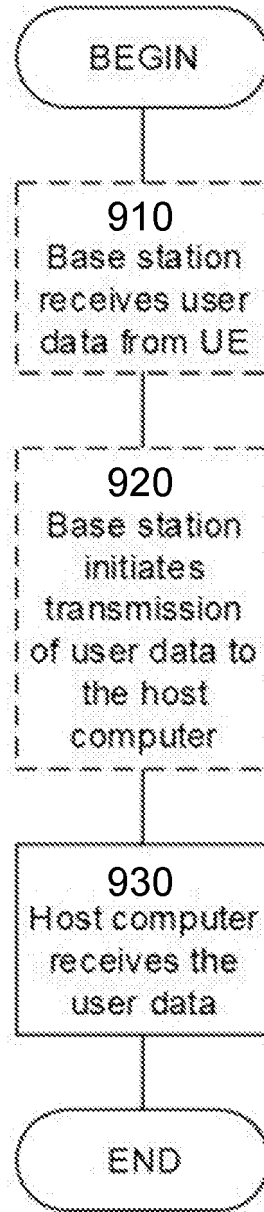 BEGIN
910
Base station
receives user
data from UE
920
Base station
initiates
transmission
of user data to
the host
computer
930
Host computer
receives the
user data
END